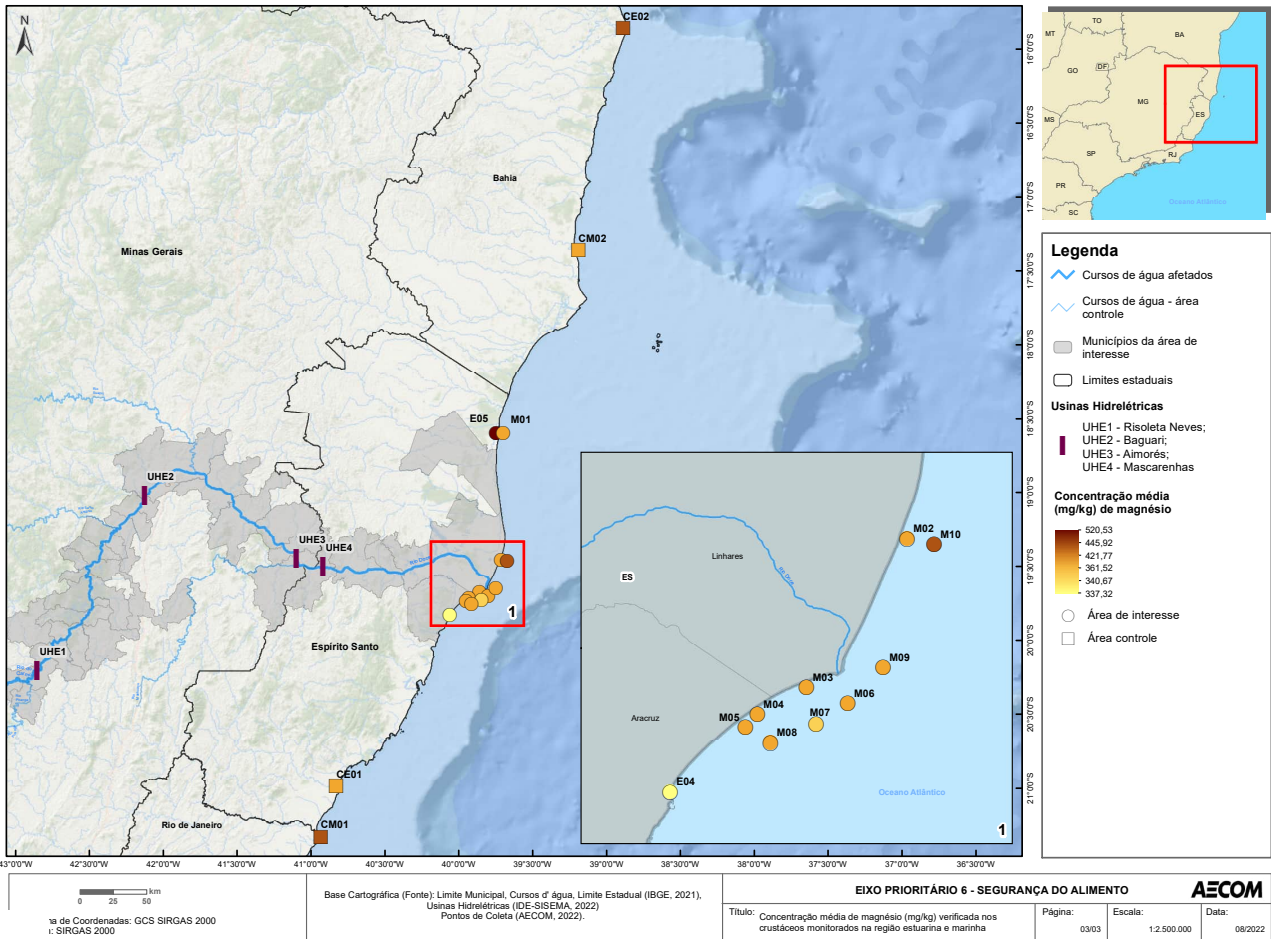 N
CE02
Bahia
Minas Gerais
CM02
E05
M01
UHE2
UHE3
UHE4
Rio Doce
UHE1
1
Espírito Santo
CE01
CM01
Rio de Janeiro
16°0'0"S
16°30'0"S
17°0'0"S
17°30'0"S
18°0'0"S
18°30'0"S
19°0'0"S
19°30'0"S
20°0'0"S
20°30'0"S
21°0'0"S
43°0'0"W
42°30'0"W
42°0'0"W
41°30'0"W
41°0'0"W
40°30'0"W
40°0'0"W
39°30'0"W
39°0'0"W
38°30'0"W
38°0'0"W
37°30'0"W
37°0'0"W
36°30'0"W
M02
M10
Linhares
ES
Rio Doce
M09
M03
M06
M04
M07
M05
M08
Aracruz
E04
Oceano Atlântico
1
TO
MT
BA
GO
DF
MG
MS
ES
SP
RJ
PR
SC
Oceano Atlântico
Legenda
Cursos de água afetados
Cursos de água - área
controle
Municípios da área de
interesse
Limites estaduais
Usinas Hidrelétricas
UHE1 - Risoleta Neves;
UHE2 - Baguari;
UHE3 - Aimorés;
UHE4 - Mascarenhas
Concentração média
(mg/kg) de magnésio
520,53
445,92
421,77
361,52
340,67
337,32
Área de interesse
Área controle
km
0 25 50
a de Coordenadas: GCS SIRGAS 2000
: SIRGAS 2000
Base Cartográfica (Fonte): Limite Municipal, Cursos d' água, Limite Estadual (IBGE, 2021),
Usinas Hidrelétricas (IDE-SISEMA, 2022)
Pontos de Coleta (AECOM, 2022).
EIXO PRIORITÁRIO 6 - SEGURANÇA DO ALIMENTO
AECOM
Título: Concentração média de magnésio (mg/kg) verificada nos
crustáceos monitorados na região estuarina e marinha
Página:
03/03
Escala:
1:2.500.000
Data:
08/2022